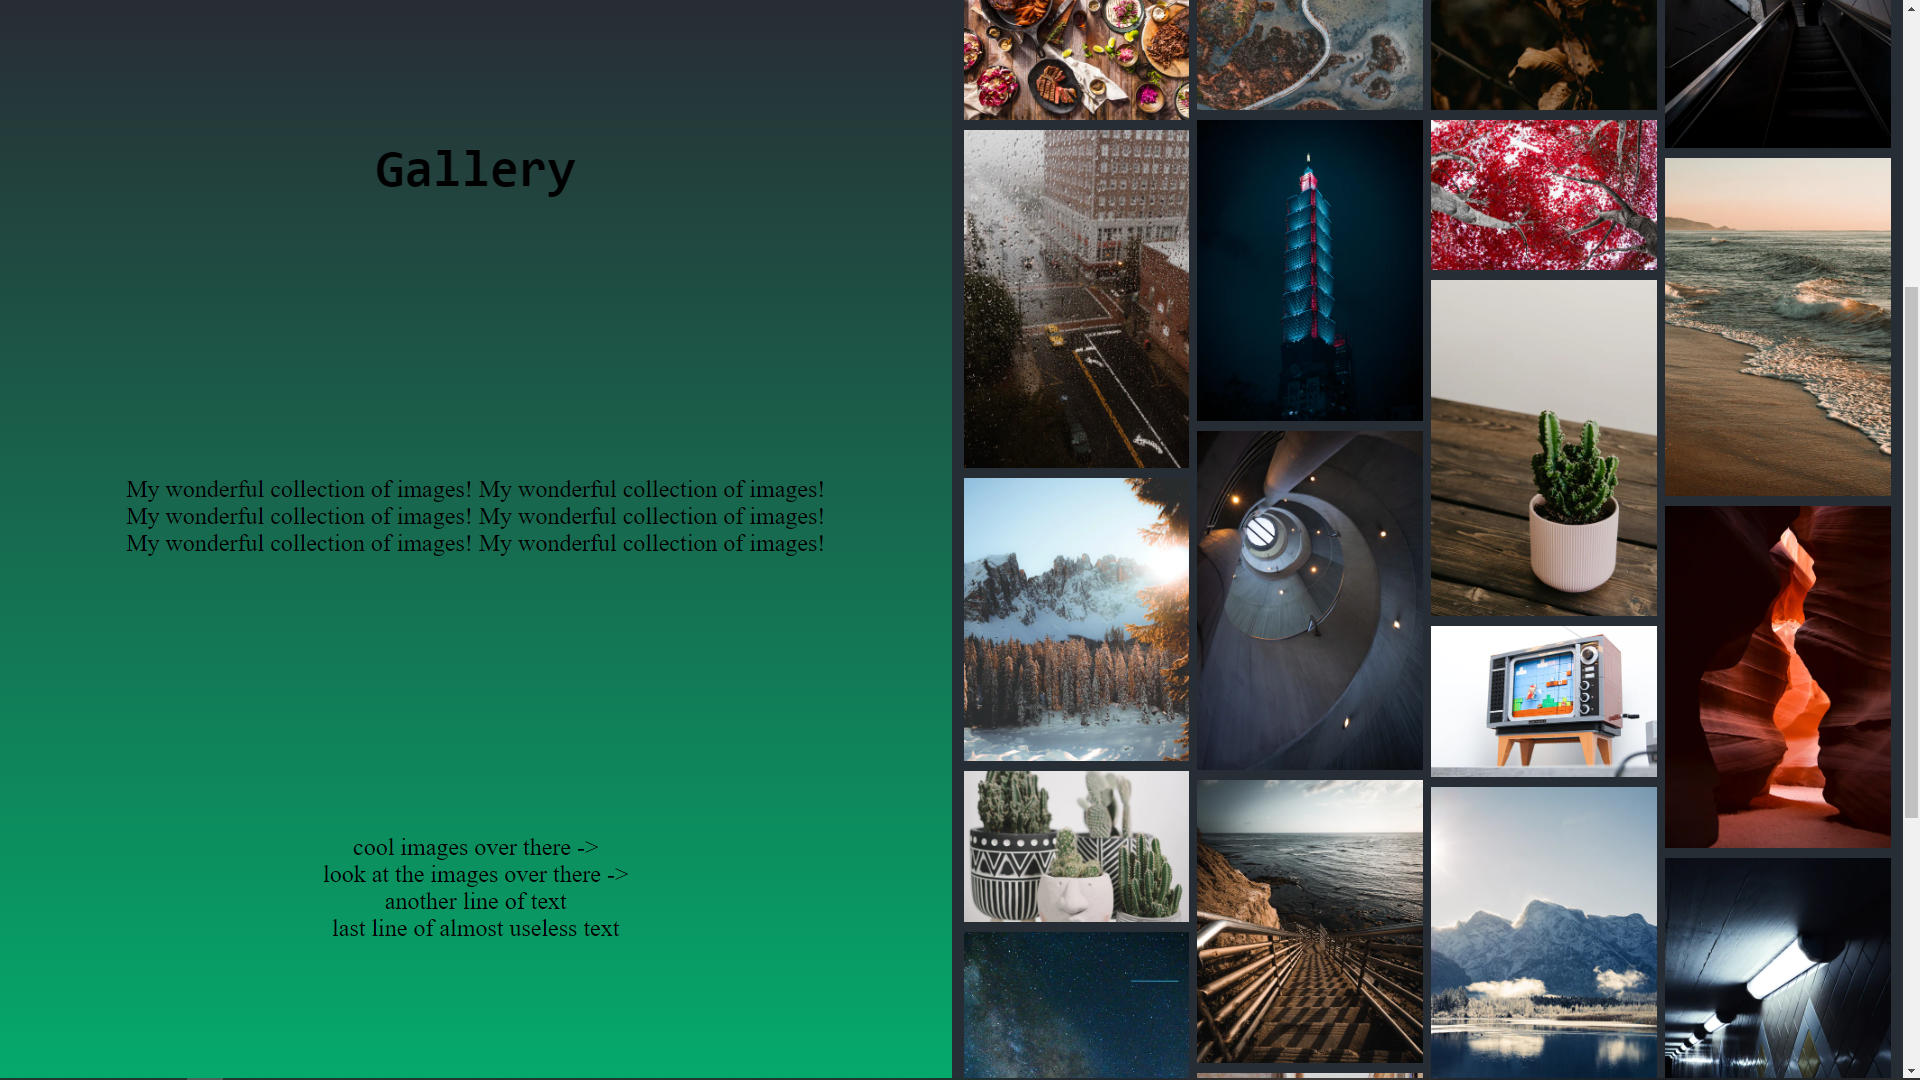 Gallery
My wonderful collection of images! My wonderful collection of images!
My wonderful collection of images! My wonderful collection of images!
My wonderful collection of images! My wonderful collection of images!
cool images over there ->
look at the images over there ->
another line of text
last line of almost useless text